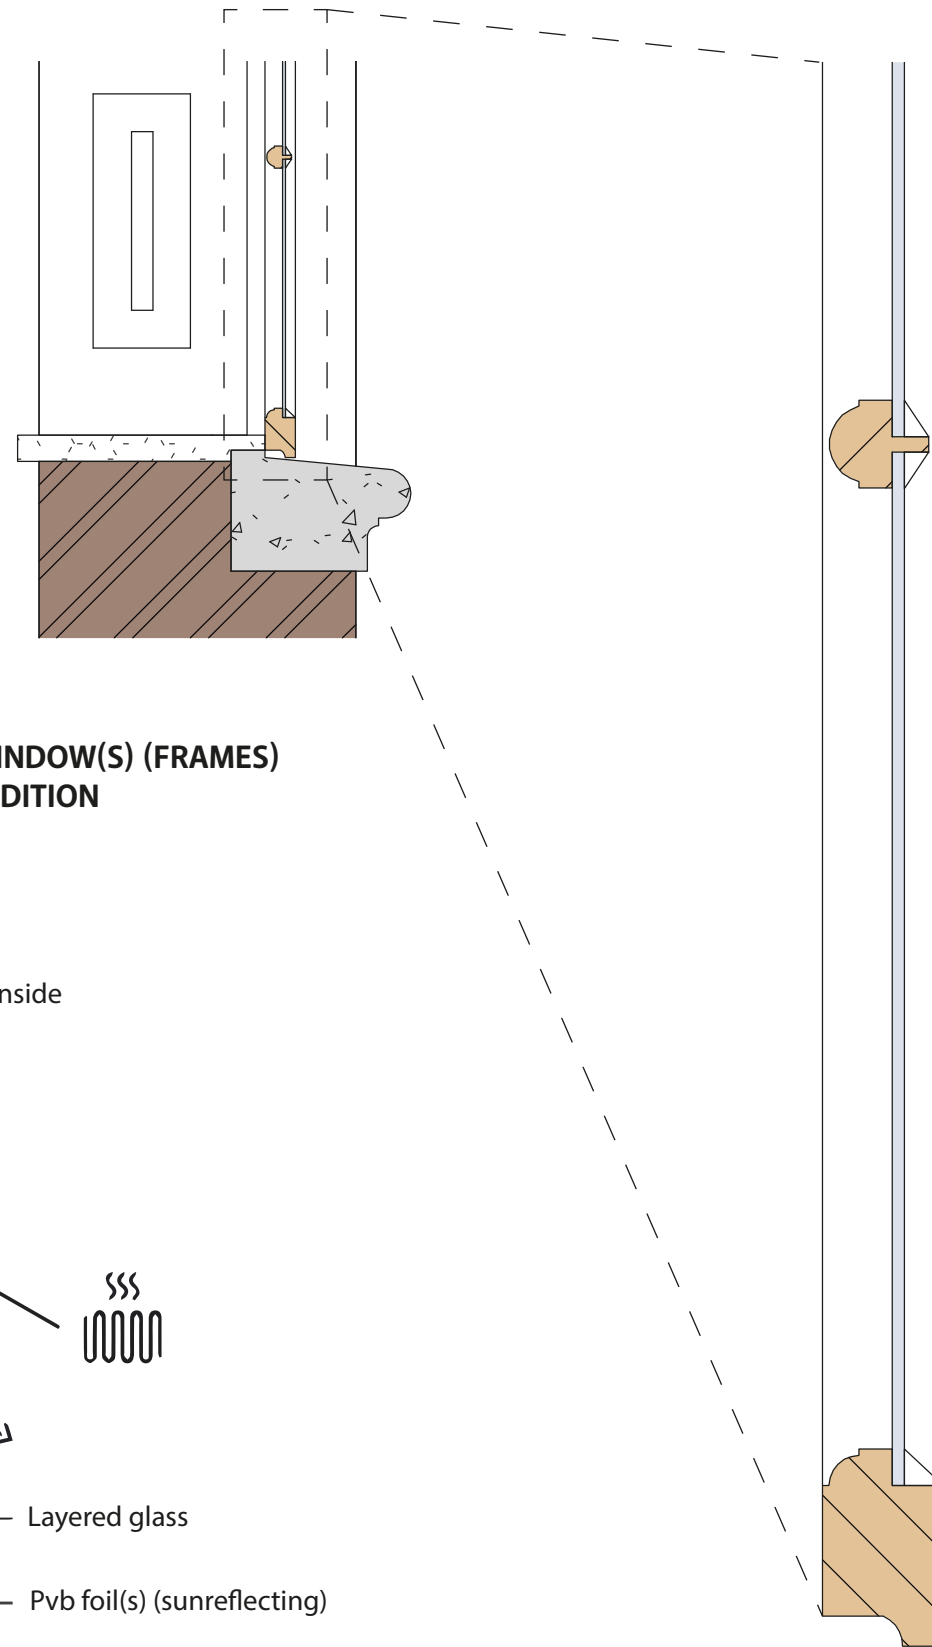 INDOW(S) (FRAMES)
DITION
nside
Layered glass
Pvb foil(s) (sunreflecting)